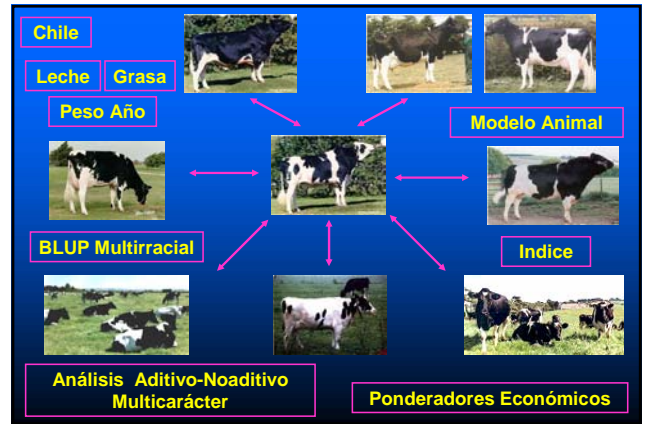 Chile
Leche Grasa
Peso Año
Modelo Animal
BLUP Multirracial
Indice
Análisis Aditivo-Noaditivo
Multicarácter
Ponderadores Económicos